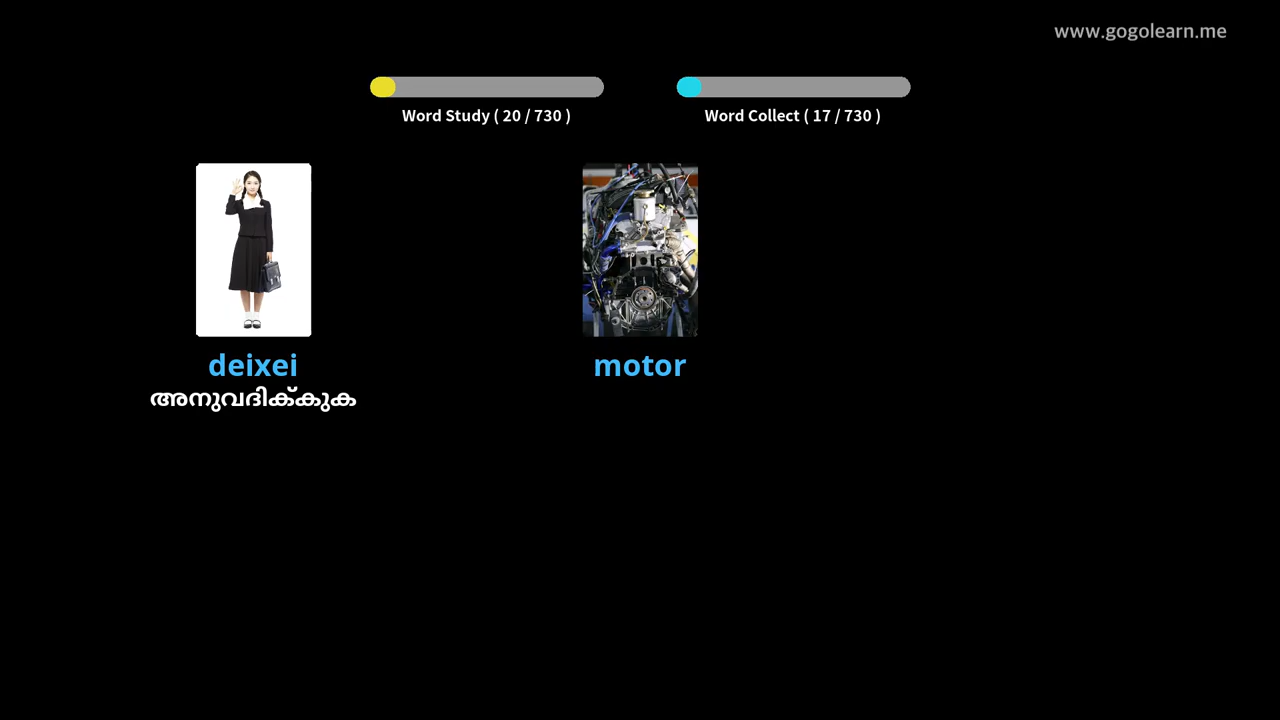 www.gogolearn.me
Word Study ( 20 / 730 )
Word Collect ( 17 / 730 )
deixei
motor
അനുവദിക്കുക